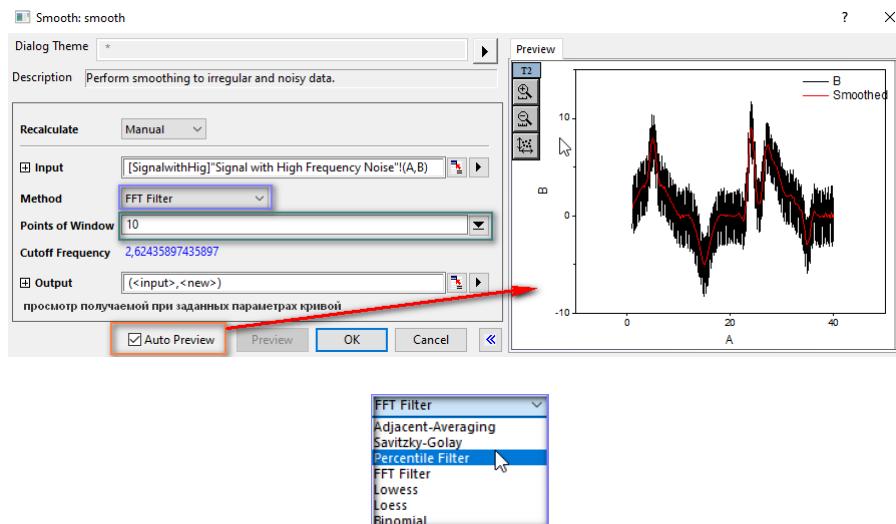 Smooth: smooth
?
Dialog Theme *
Description Perform smoothing to irregular and noisy data.
Recalculate Manual
Input [SignalwithHig]"Signal with High Frequency Noise"!(A,B)
Method FFT Filter
Points of Window 10
Cutoff Frequency 2,62435897435897
Output (<input>,<new>)
просмотр получаемой при заданных параметрах кривой
Auto Preview Preview OK Cancel
Preview
T2
B
Smoothed
10
0
-10
B
0 20 40
A
FFT Filter
Adjacent-Averaging
Savitzky-Golay
Percentile Filter
FFT Filter
Lowess
Loess
Binomial